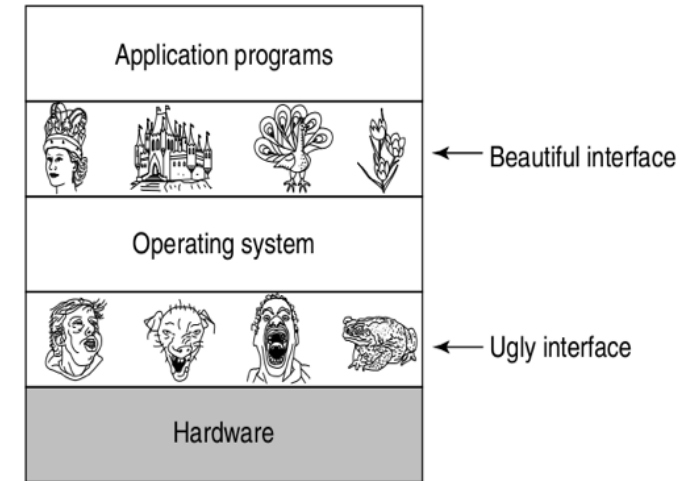 Application programs
Beautiful interface
Operating system
Ugly interface
Hardware